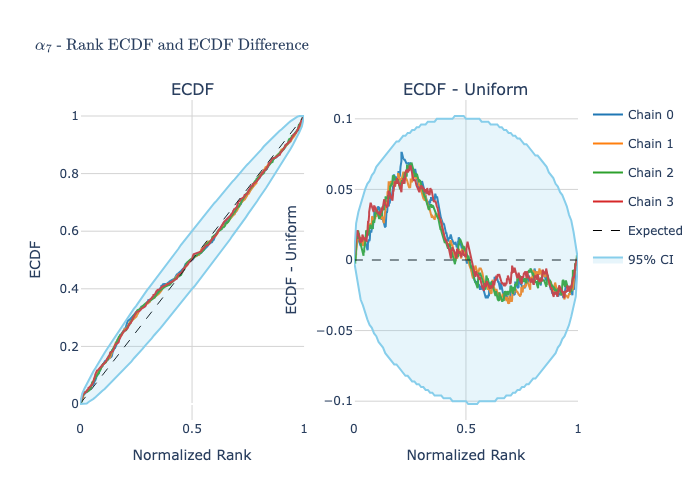 α7 - Rank ECDF and ECDF Difference
ECDF
ECDF - Uniform
ECDF
1
0.8
0.6
0.4
0.2
0
0
0.5
1
Normalized Rank
ECDF - Uniform
0.1
0.05
0
−0.05
−0.1
0
0.5
1
Normalized Rank
Chain 0
Chain 1
Chain 2
Chain 3
Expected
95% CI